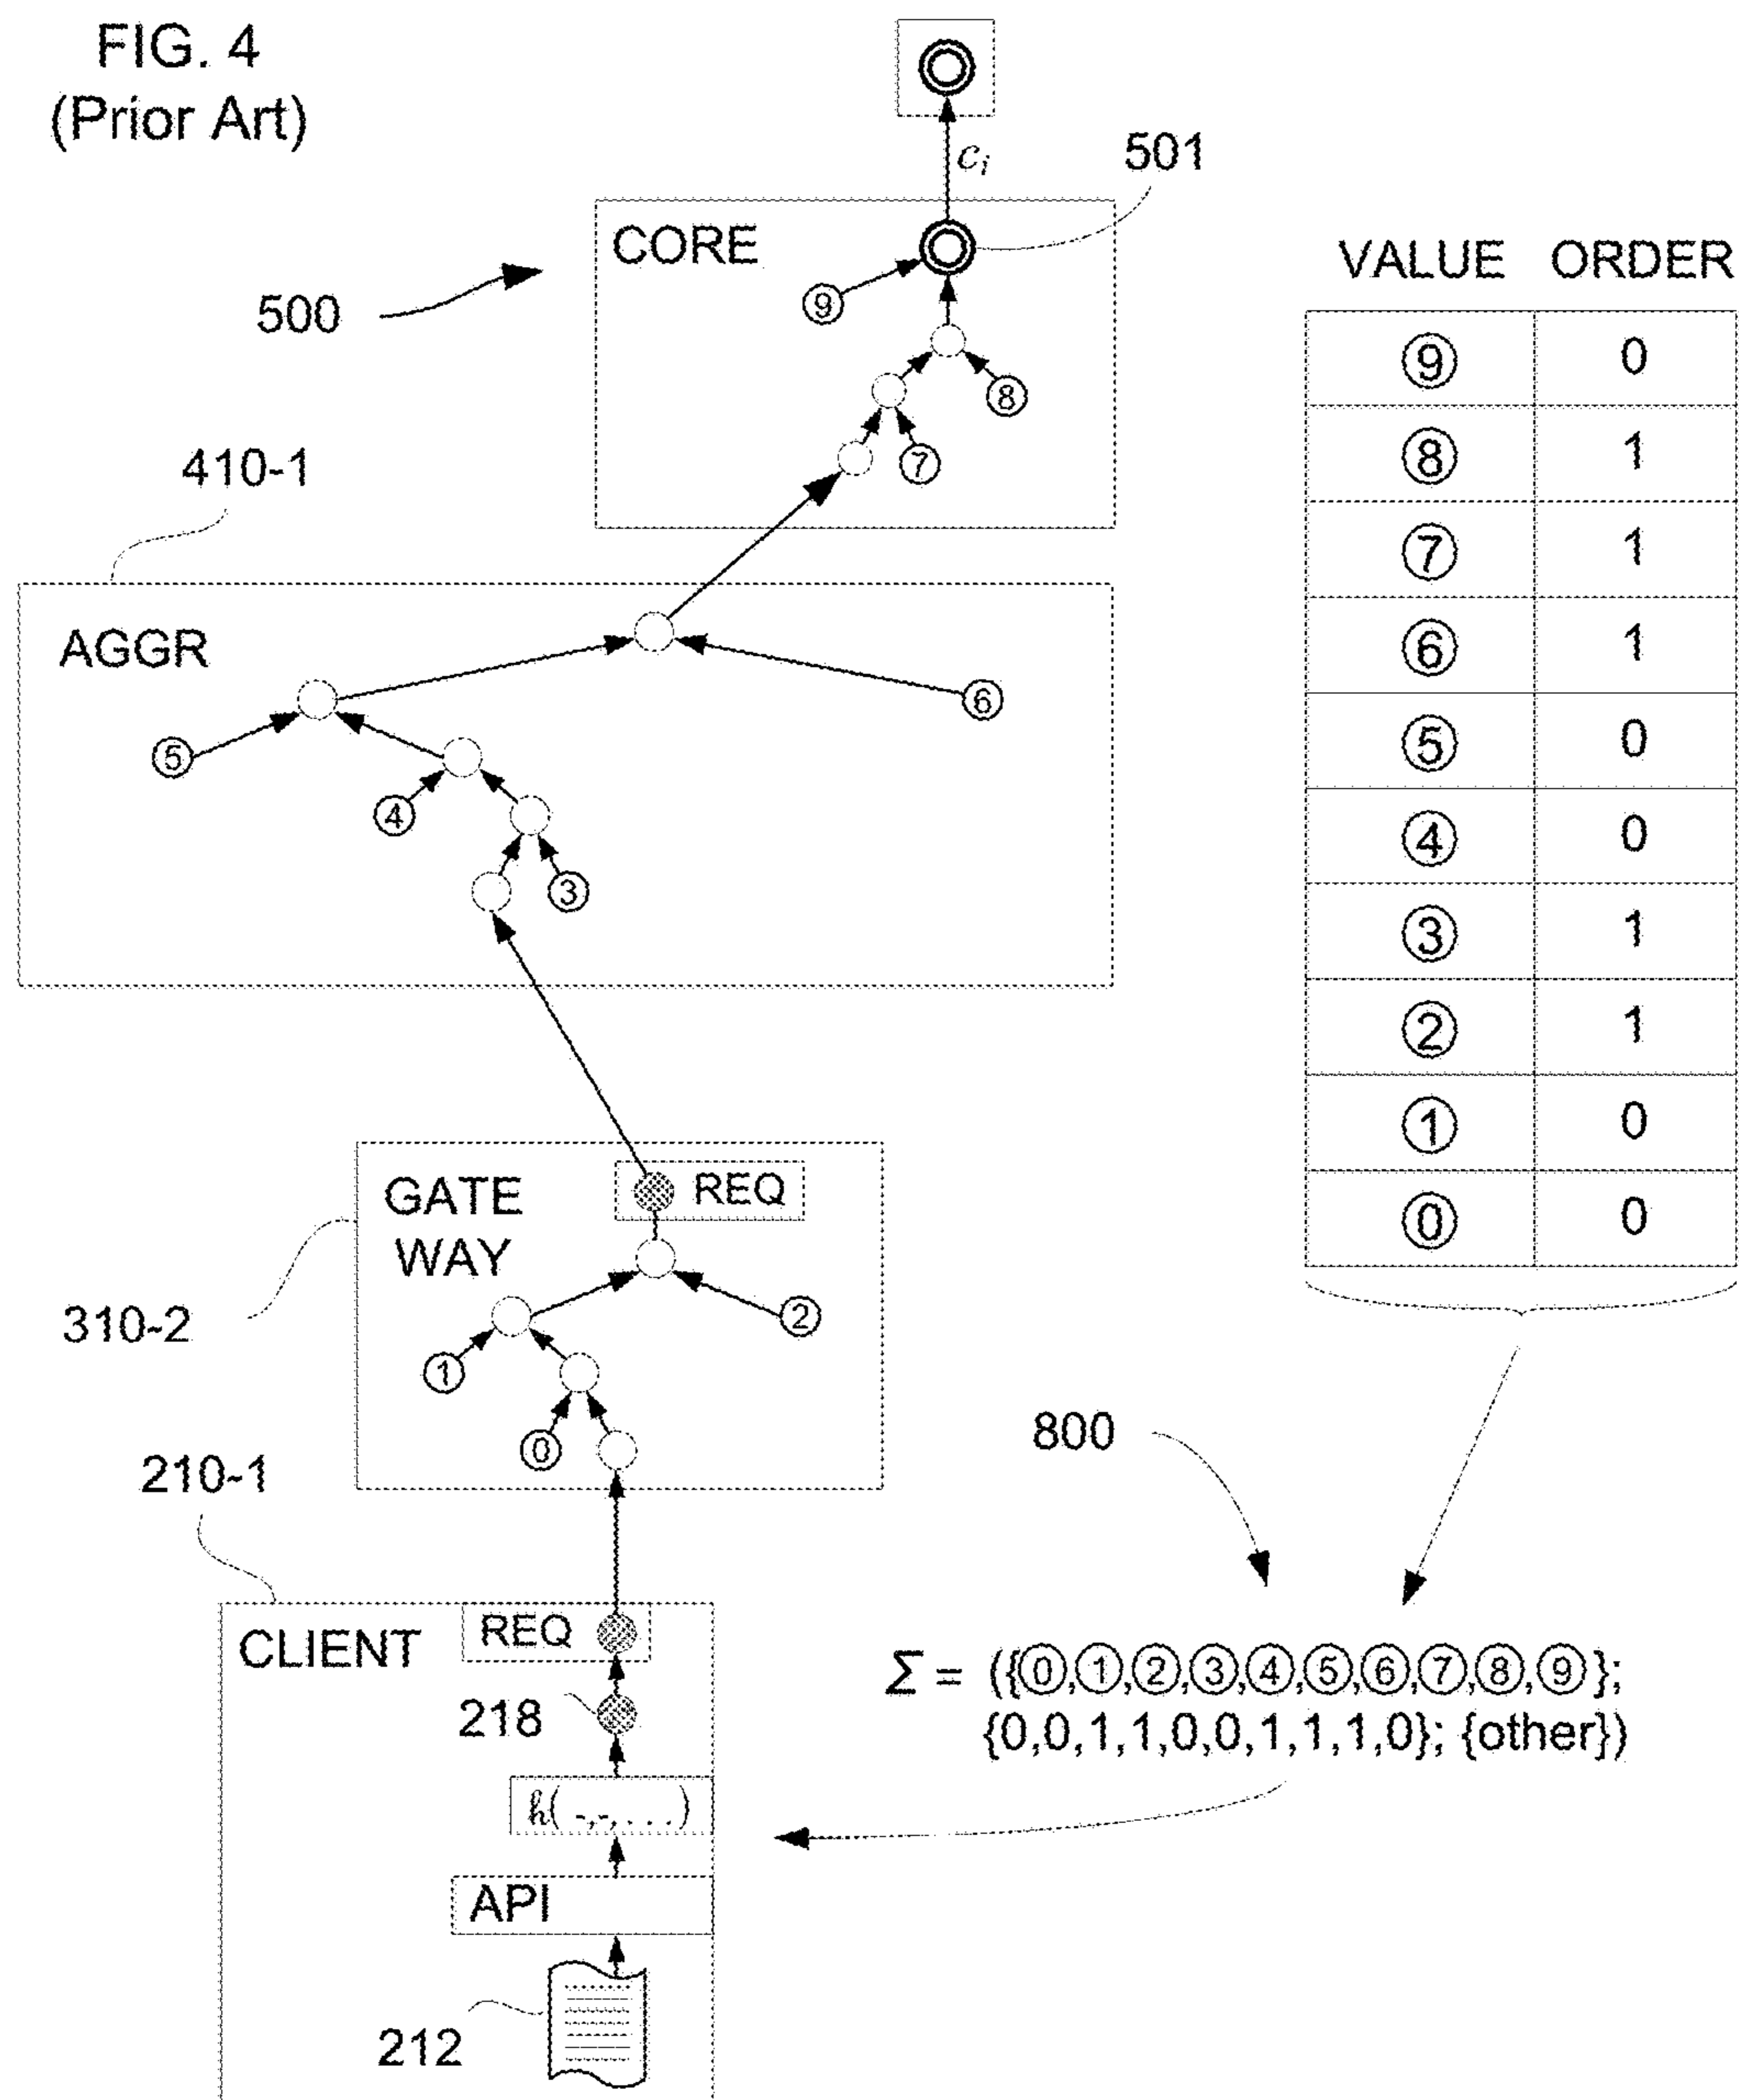 FIG. 4
(Prior Art)
cᵢ
501
CORE
500
⑨
⑧
⑦
410-1
AGGR
⑥
⑤
④
③
VALUE ORDER
⑨ 0
⑧ 1
⑦ 1
⑥ 1
⑤ 0
④ 0
③ 1
② 1
① 0
⓪ 0
GATE
WAY
REQ
310-2
②
①
⓪
800
210-1
CLIENT
REQ
218
h( -,-, . . .)
API
212
Σ = ({⓪,①,②,③,④,⑤,⑥,⑦,⑧,⑨};
{0,0,1,1,0,0,1,1,1,0}; {other})